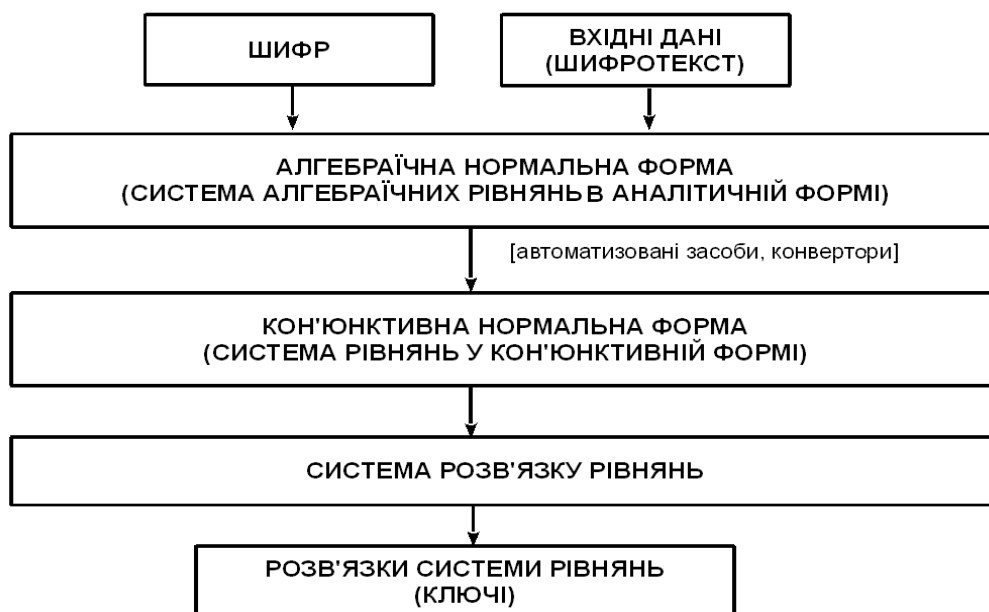 ШИФР
ВХІДНІ ДАНІ
(ШИФРОТЕКСТ)
АЛГЕБРАЇЧНА НОРМАЛЬНА ФОРМА
(СИСТЕМА АЛГЕБРАЇЧНИХ РІВНЯНЬ В АНАЛІТИЧНІЙ ФОРМІ)
[автоматизовані засоби, конвертори]
КОН'ЮНКТИВНА НОРМАЛЬНА ФОРМА
(СИСТЕМА РІВНЯНЬ У КОН'ЮНКТИВНІЙ ФОРМІ)
СИСТЕМА РОЗВ'ЯЗКУ РІВНЯНЬ
РОЗВ'ЯЗКИ СИСТЕМИ РІВНЯНЬ
(КЛЮЧІ)